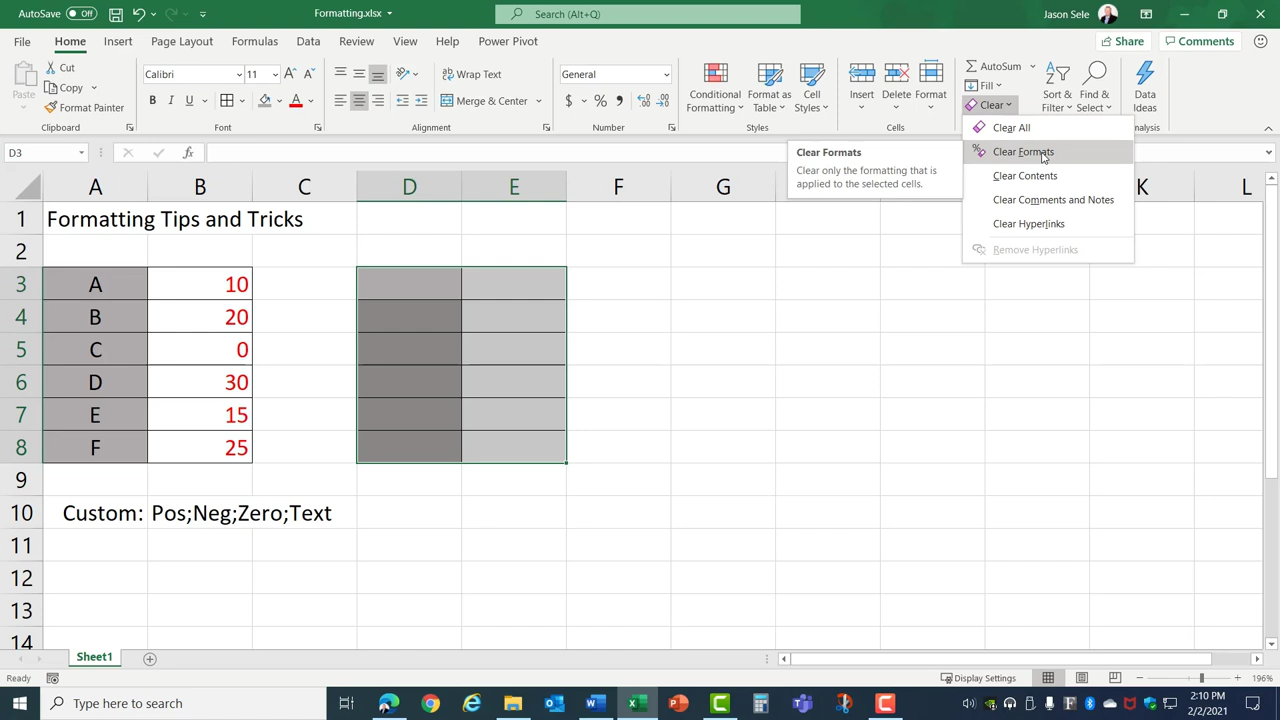 AutoSave Off
Formatting.xlsx
Search (Alt+Q)
Jason Sele
File Home Insert Page Layout Formulas Data Review View Help Power Pivot
Share Comments
Paste
Cut
Copy
Format Painter
Clipboard
Calibri 11
B I U
Font
Wrap Text
Merge & Center
Alignment
General
$ % ,
Number
Conditional Formatting
Format as Table
Cell Styles
Styles
Insert Delete Format
Cells
AutoSum
Fill
Clear
Sort & Filter
Find & Select
Data Ideas
nalysis
Clear All
Clear Formats
Clear Contents
Clear Comments and Notes
Clear Hyperlinks
Remove Hyperlinks
Clear Formats
Clear only the formatting that is
applied to the selected cells.
D3
fx
A B C D E F G K L
1 Formatting Tips and Tricks
2
3 A 10
4 B 20
5 C 0
6 D 30
7 E 15
8 F 25
9
10 Custom: Pos;Neg;Zero;Text
11
12
13
14
Sheet1
Ready
Display Settings
196%
Type here to search
2:10 PM
2/2/2021